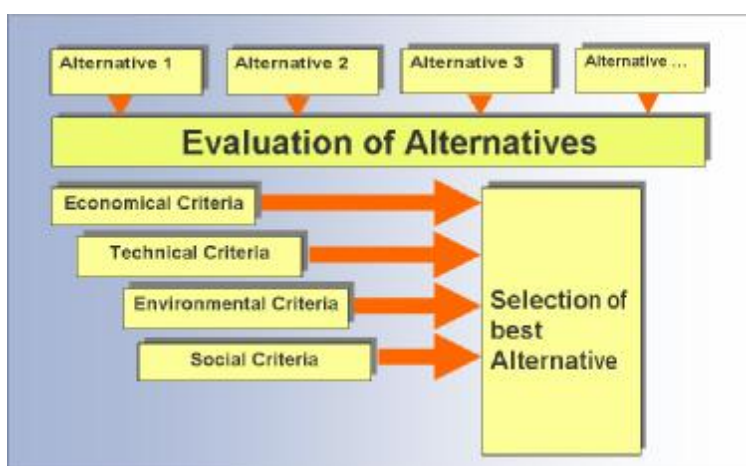 Alternative 1
Alternative 2
Alternative 3
Alternative ...
Evaluation of Alternatives
Economical Criteria
Technical Criteria
Environmental Criteria
Social Criteria
Selection of
best
Alternative